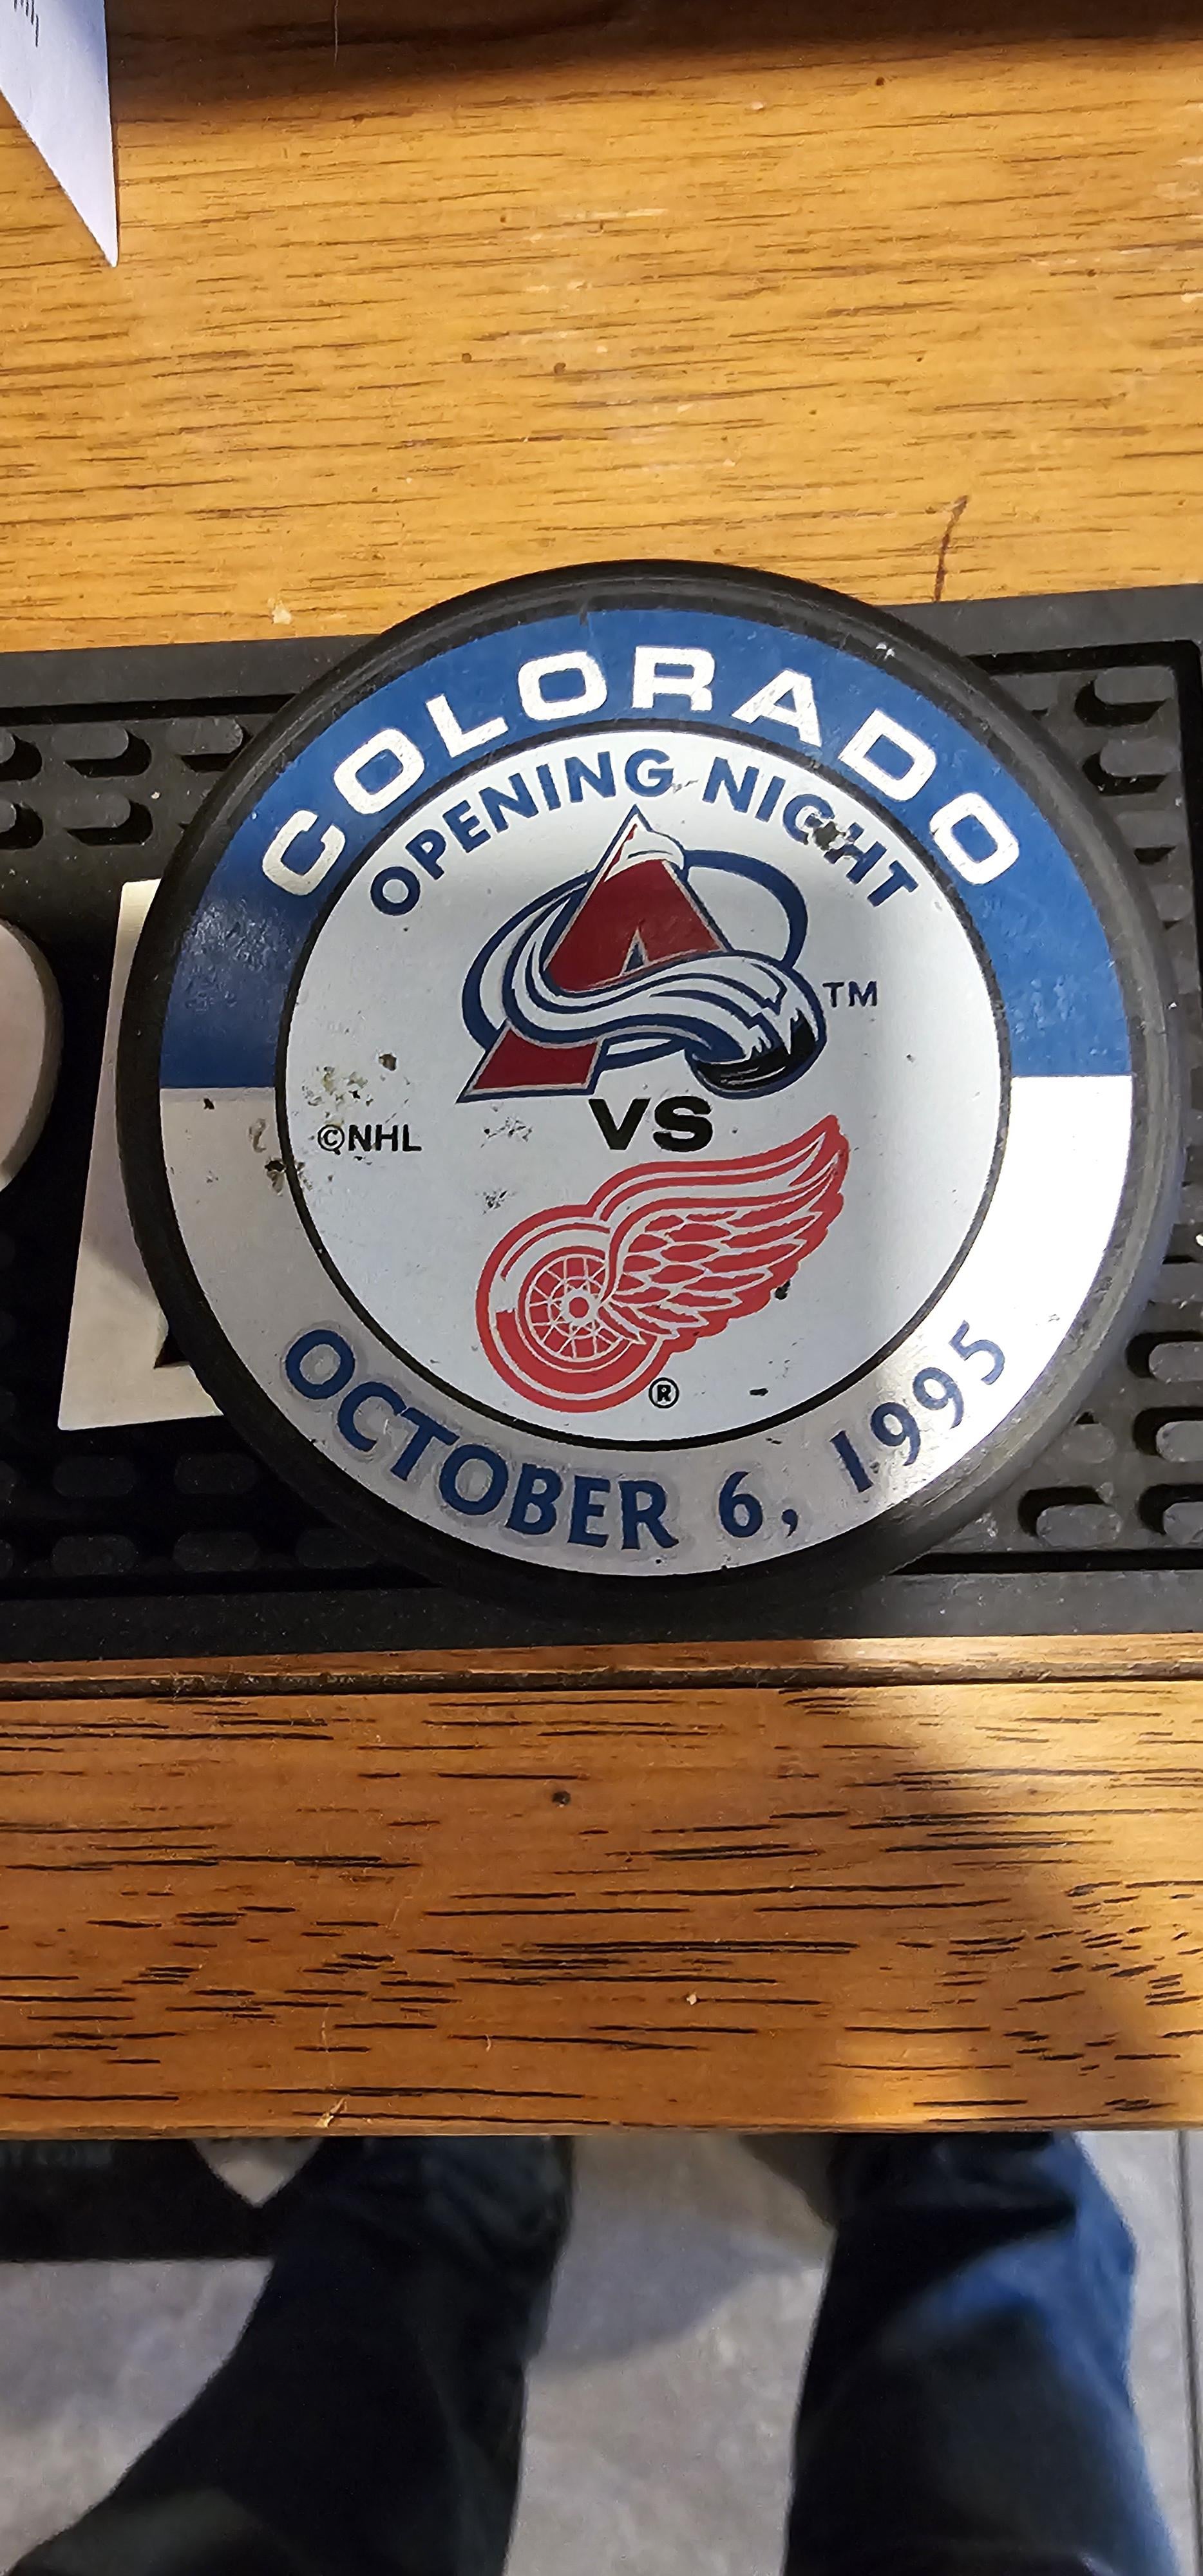 COLORADO
OPENING NIGHT
TM
VS
©NHL
®
OCTOBER 6, 1995